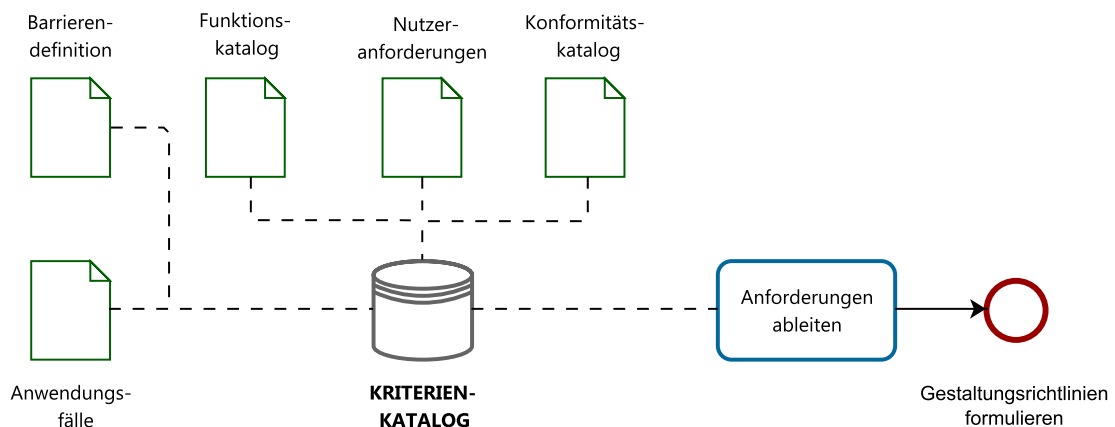 Barrieren-
definition
Funktions-
katalog
Nutzer-
anforderungen
Konformitäts-
katalog
Anforderungen
ableiten
Anwendungs-
fälle
KRITERIEN-
KATALOG
Gestaltungsrichtlinien
formulieren